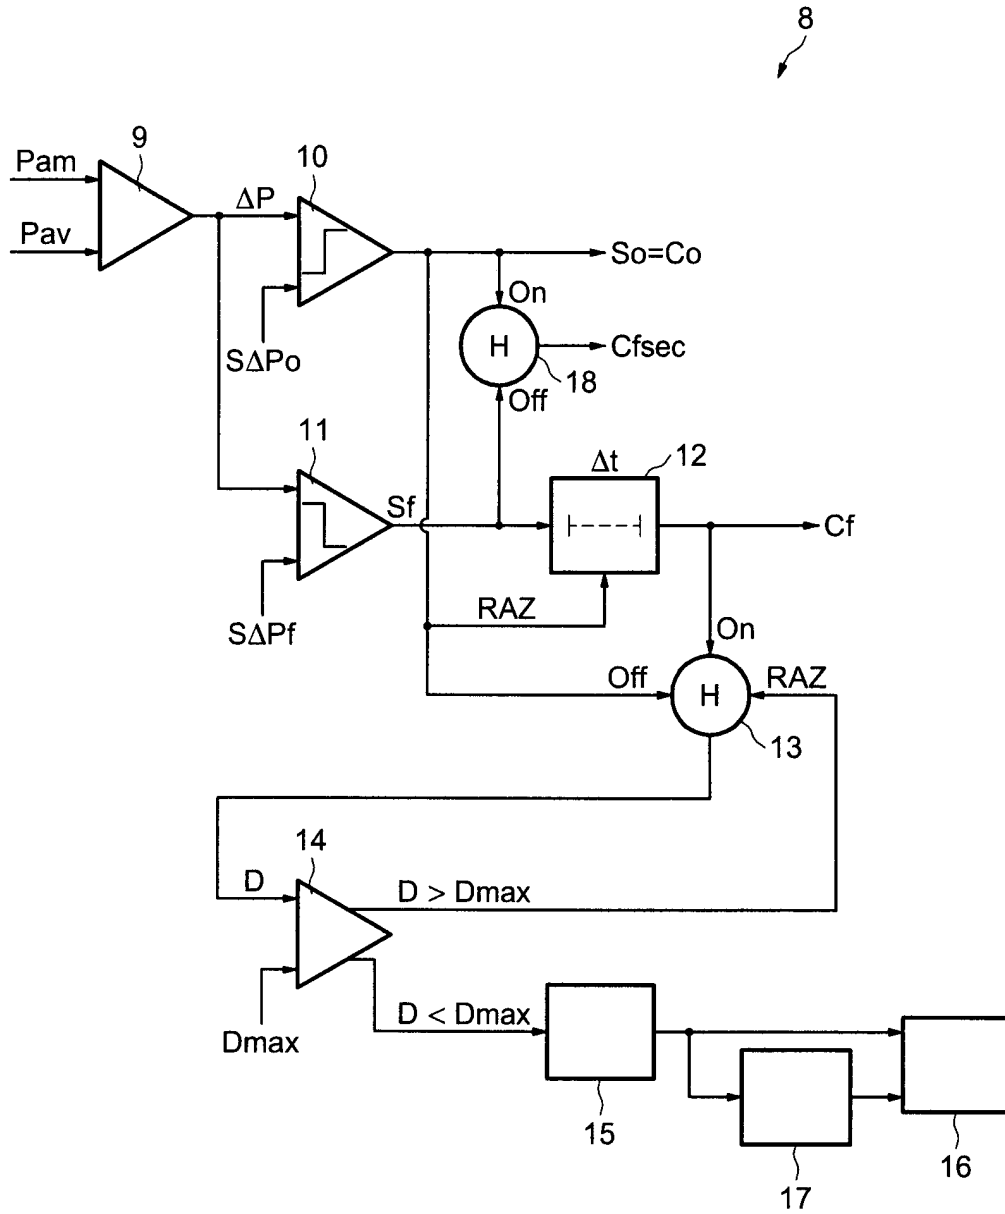 8
9
Pam
Pav
10
ΔP
SΔPo
So=Co
On
H
Cfsec
18
Off
11
Sf
SΔPf
Δt
12
Cf
RAZ
On
Off
H
RAZ
13
14
D
D > Dmax
Dmax
D < Dmax
15
17
16